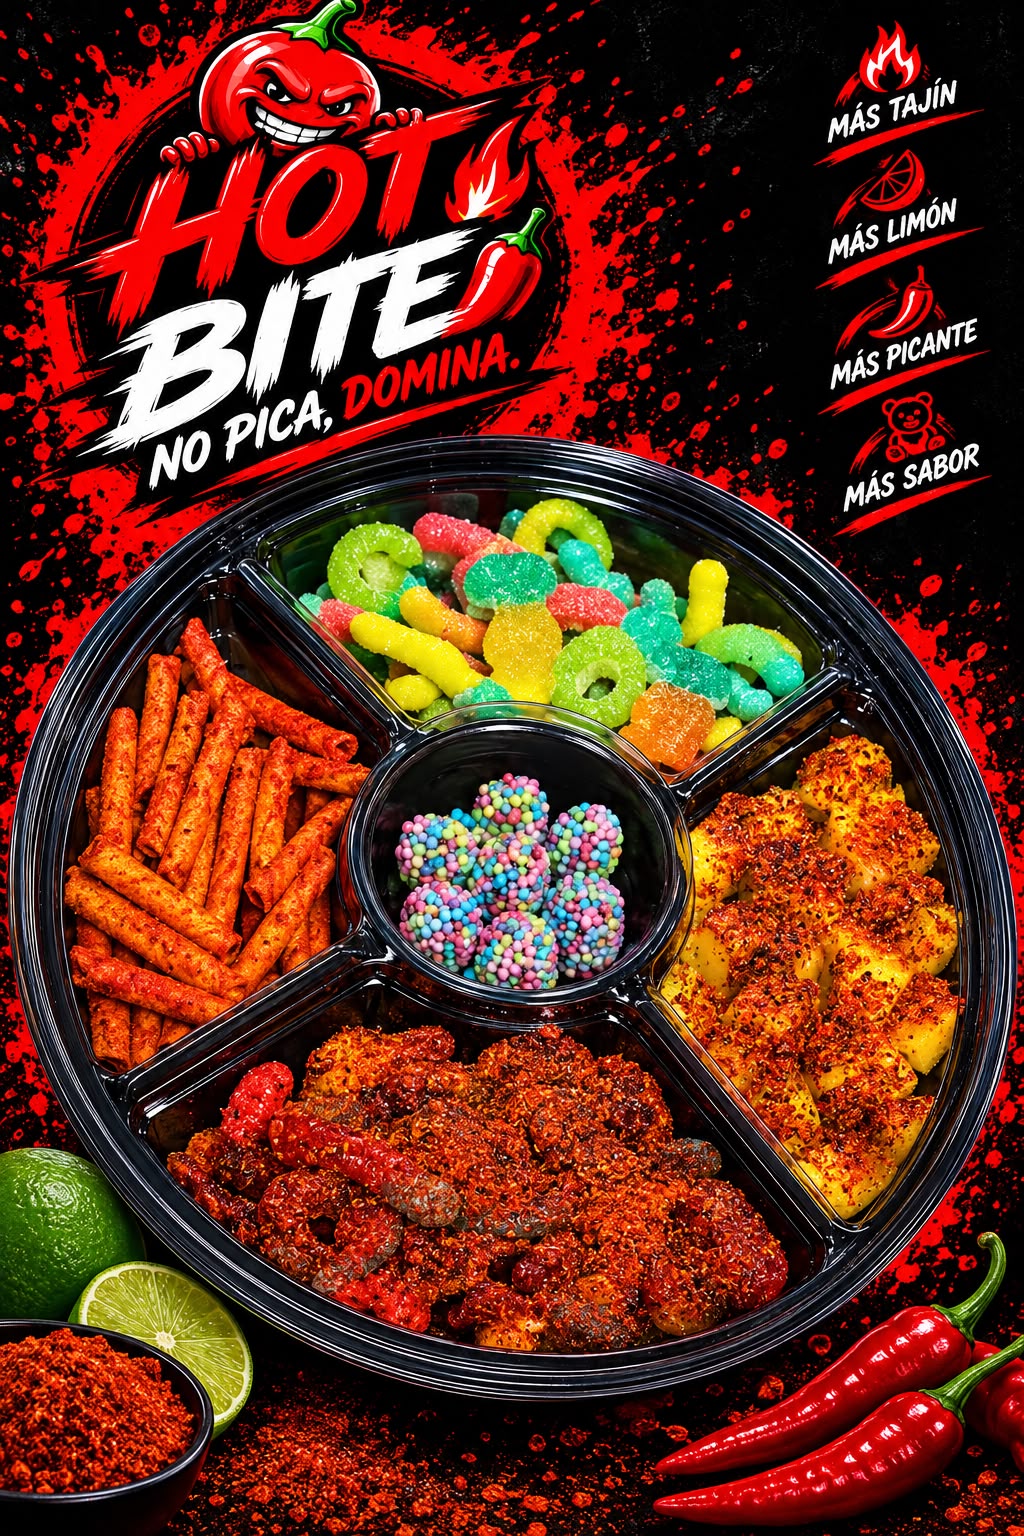 HOT
BITE
NO PICA, DOMINA.
MÁS TAJÍN
MÁS LIMÓN
MÁS PICANTE
MÁS SABOR